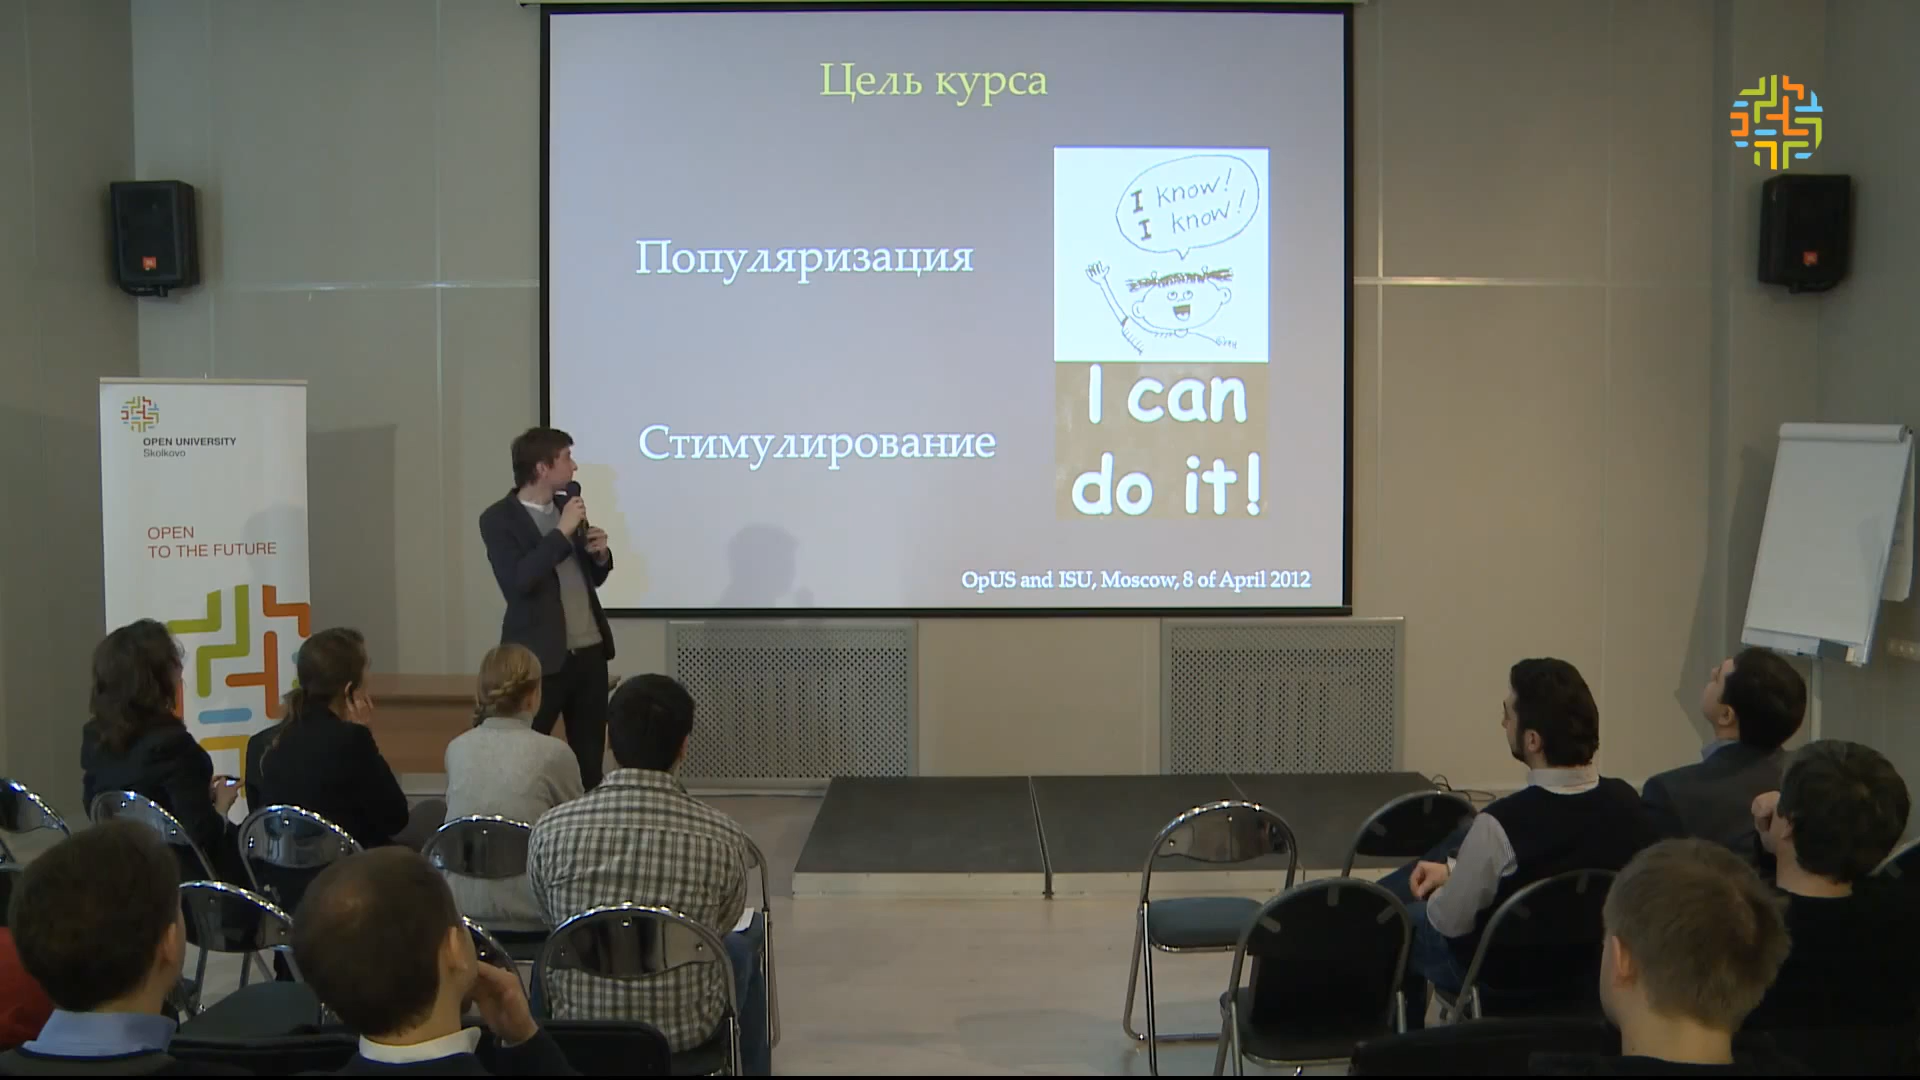 Цель курса
I know!
I know!
Популяризация
I can
do it!
Стимулирование
OpUS and ISU, Moscow, 8 of April 2012
OPEN UNIVERSITY
Skolkovo
OPEN
TO THE FUTURE